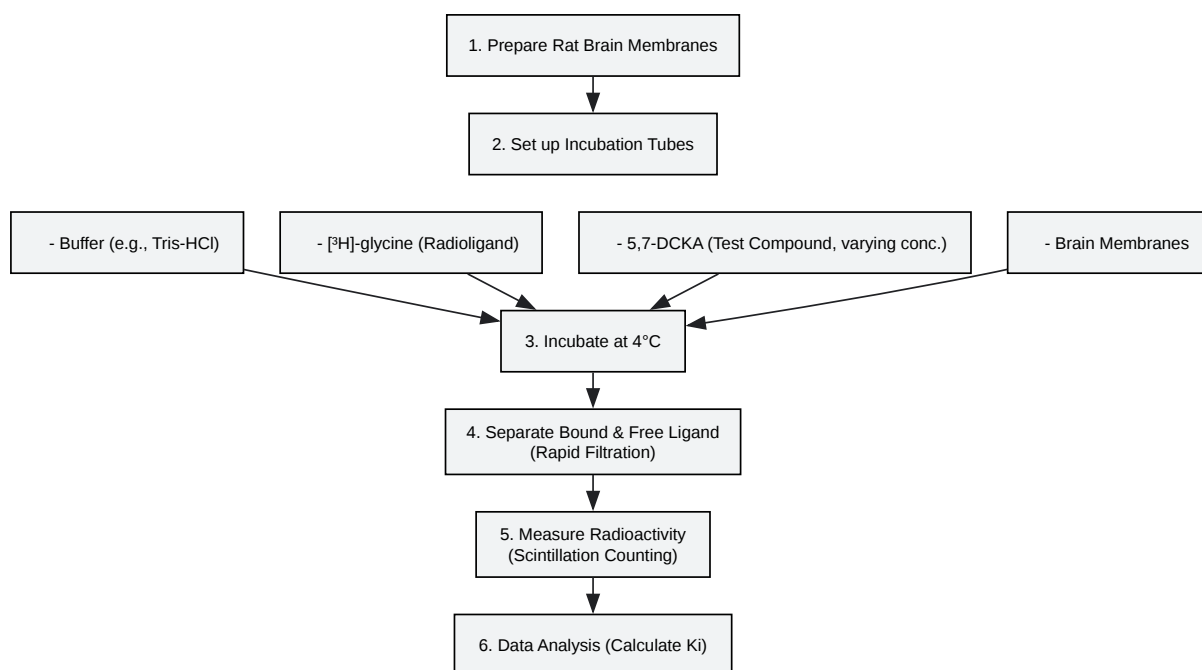 1. Prepare Rat Brain Membranes
2. Set up Incubation Tubes
- Buffer (e.g., Tris-HCl)
- [³H]-glycine (Radioligand)
- 5,7-DCKA (Test Compound, varying conc.)
- Brain Membranes
3. Incubate at 4°C
4. Separate Bound & Free Ligand
(Rapid Filtration)
5. Measure Radioactivity
(Scintillation Counting)
6. Data Analysis (Calculate Ki)